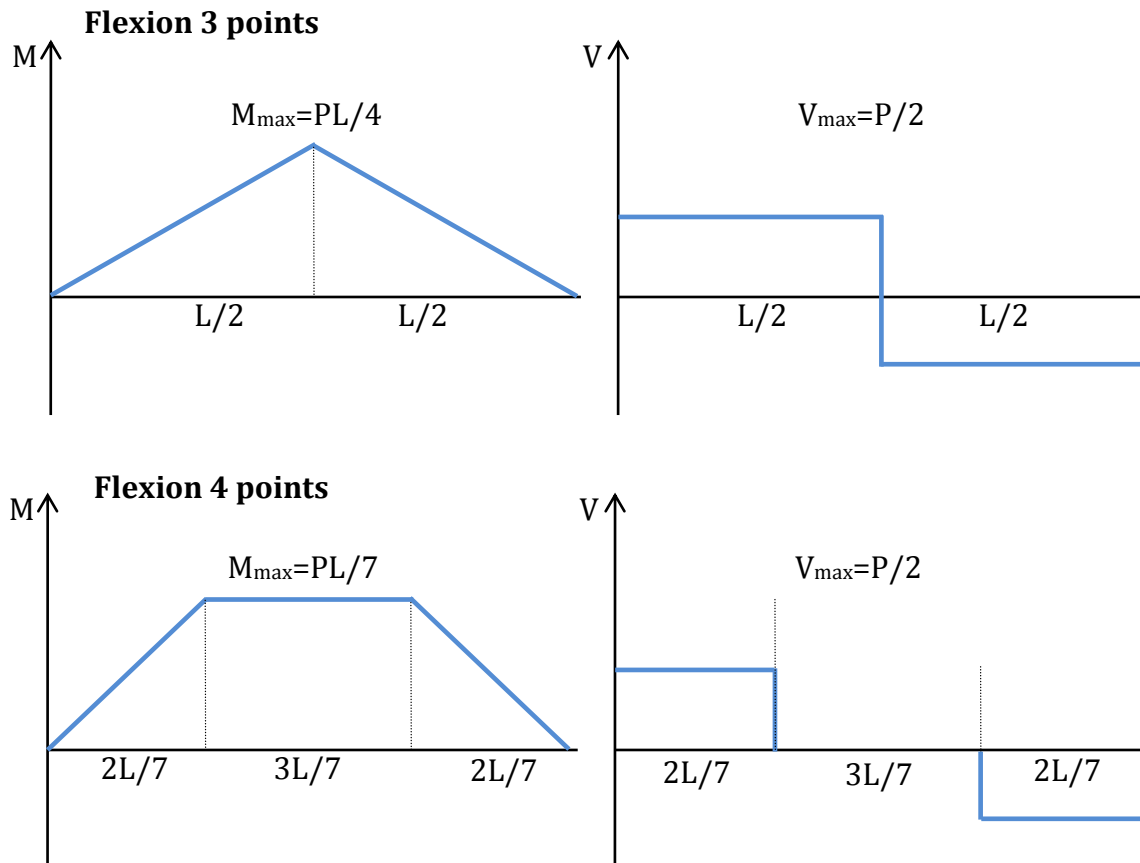 Flexion 3 points
M
V
Mmax=PL/4
Vmax=P/2
L/2
L/2
L/2
L/2
Flexion 4 points
M
V
Mmax=PL/7
Vmax=P/2
2L/7
3L/7
2L/7
2L/7
3L/7
2L/7